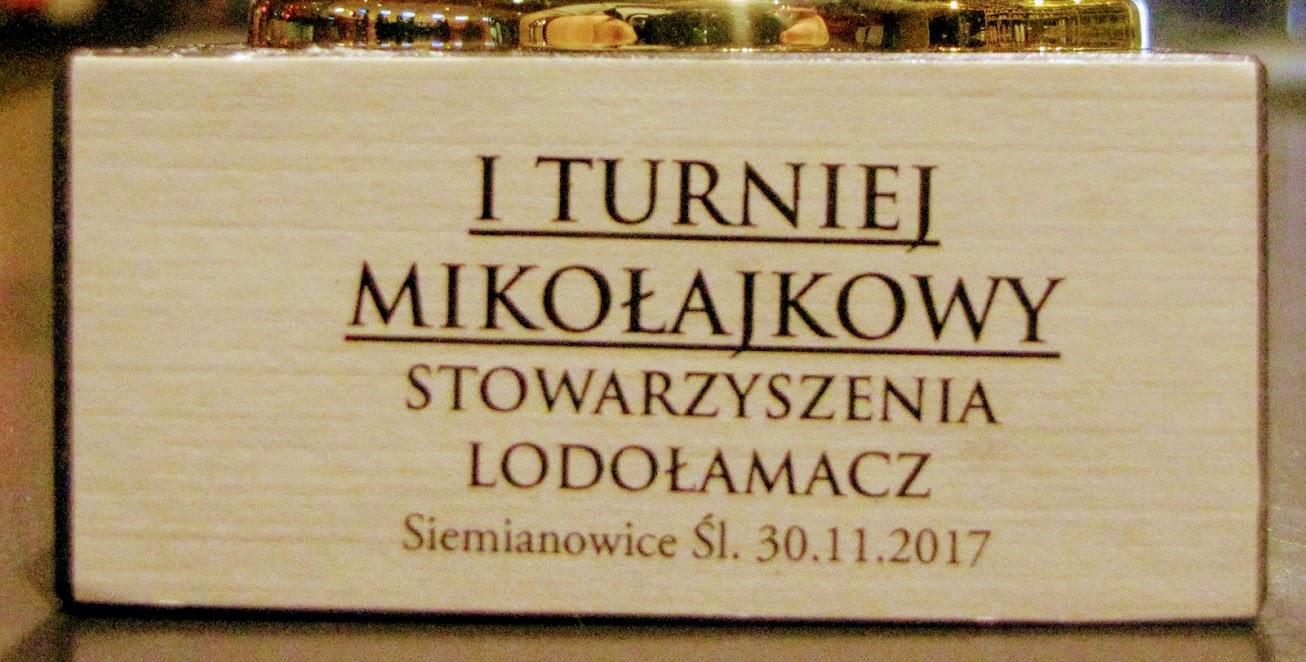 I TURNIEJ
MIKOŁAJKOWY
STOWARZYSZENIA
LODOŁAMACZ
Siemianowice Śl. 30.11.2017